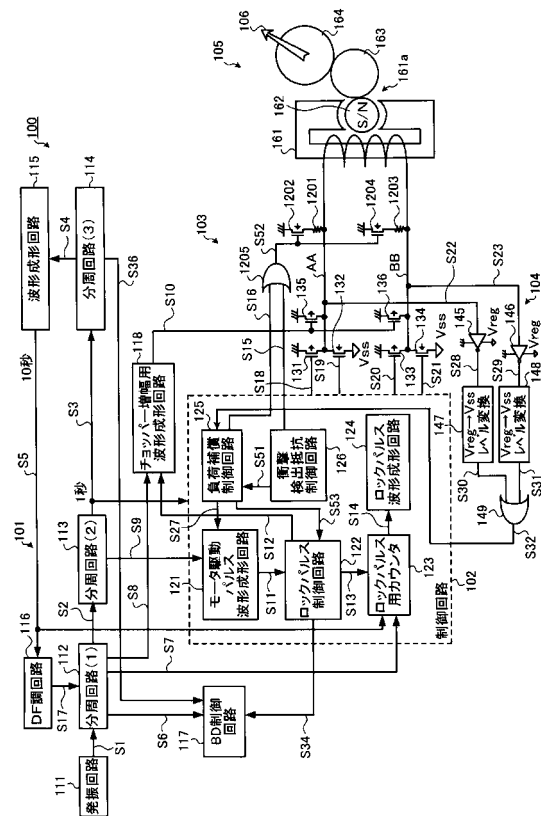 100
101
111
発振回路
S1
112
分周回路(1)
S2
113
分周回路(2)
1秒
S3
114
分周回路(3)
S4
115
波形成形回路
10秒
S5
116
DF調回路
S17
S6
S7
S8
S9
S36
117
BD制御
回路
S34
118
チョッパー増幅用
波形成形回路
S10
102
制御回路
121
モータ駆動
パルス
波形成形回路
S11
S12
S27
122
ロックパルス
制御回路
S13
S53
123
ロックパルス
用カウンタ
S14
124
ロックパルス
波形成形回路
125
負荷補償
制御回路
S51
126
衝撃
検出抵抗
制御回路
S15
S16
S18
S19
S20
S21
103
131
132
133
134
135
136
Vss
Vss
AA
BB
1205
S52
1202
1201
1204
1203
S22
S23
104
145
146
Vreg
Vreg
S28
S29
147
Vreg→Vss
レベル変換
148
Vreg→Vss
レベル変換
S30
S31
149
S32
105
106
161
161a
162
S/N
163
164